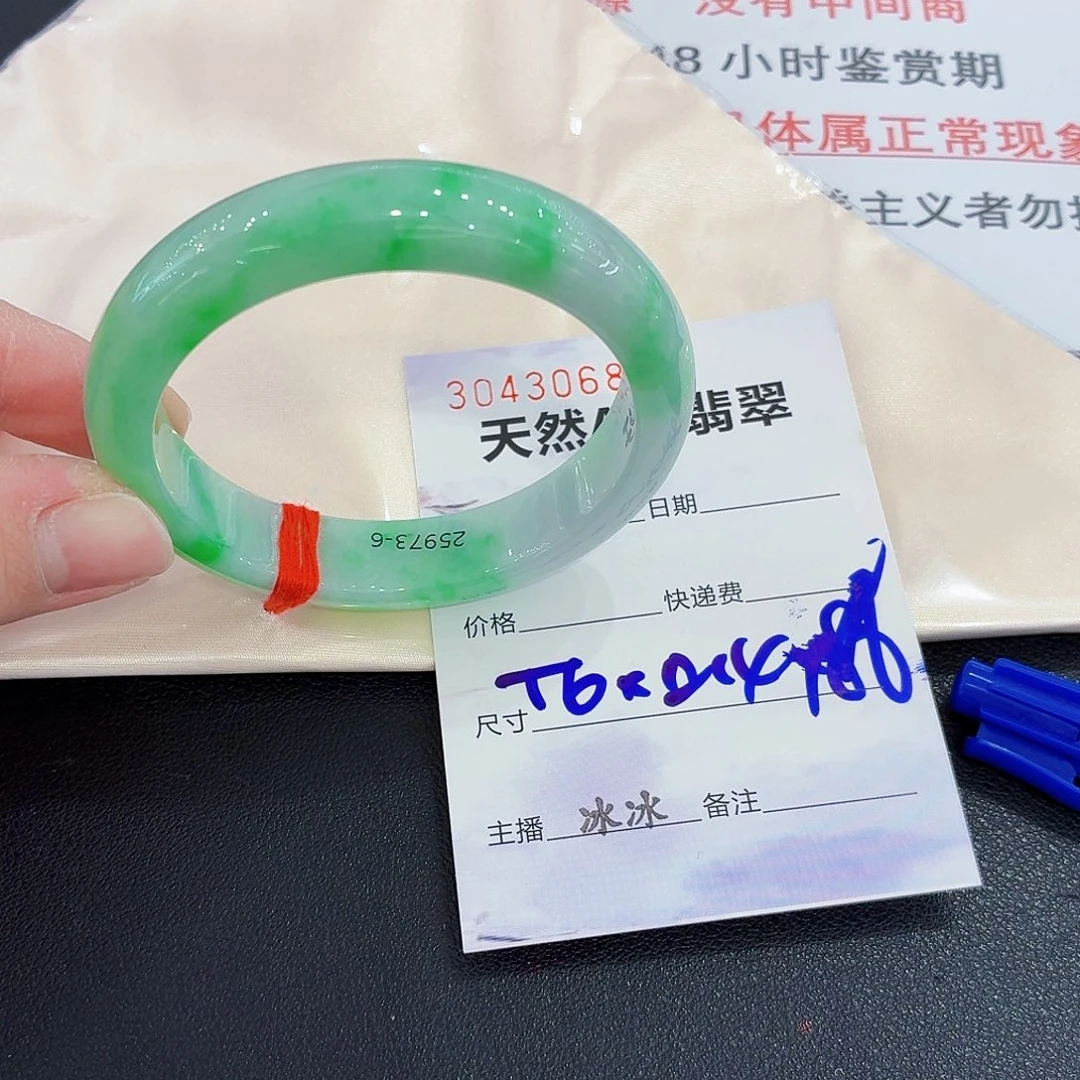 没有中间商
48小时鉴赏期
体属正常现象
主义者勿
3043068
天然 翡翠
日期
25973-6
价格 快递费
尺寸
主播 冰冰 备注